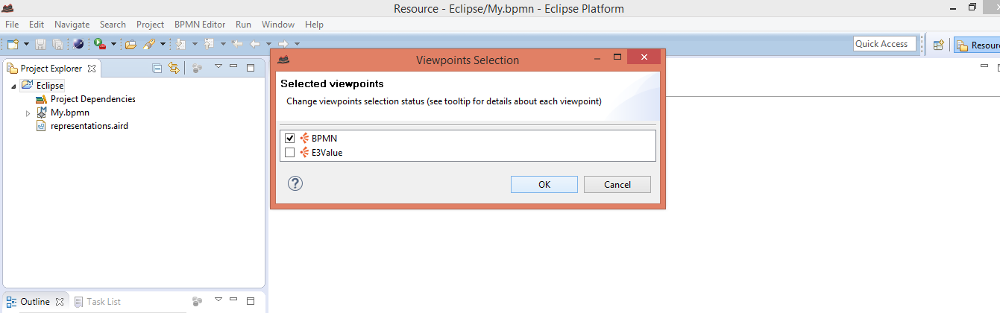 Resource - Eclipse/My.bpmn - Eclipse Platform
File Edit Navigate Search Project BPMN Editor Run Window Help
Quick Access
Resour
Project Explorer
Eclipse
Project Dependencies
My.bpmn
representations.aird
Viewpoints Selection
Selected viewpoints
Change viewpoints selection status (see tooltip for details about each viewpoint)
BPMN
E3Value
OK Cancel
Outline Task List